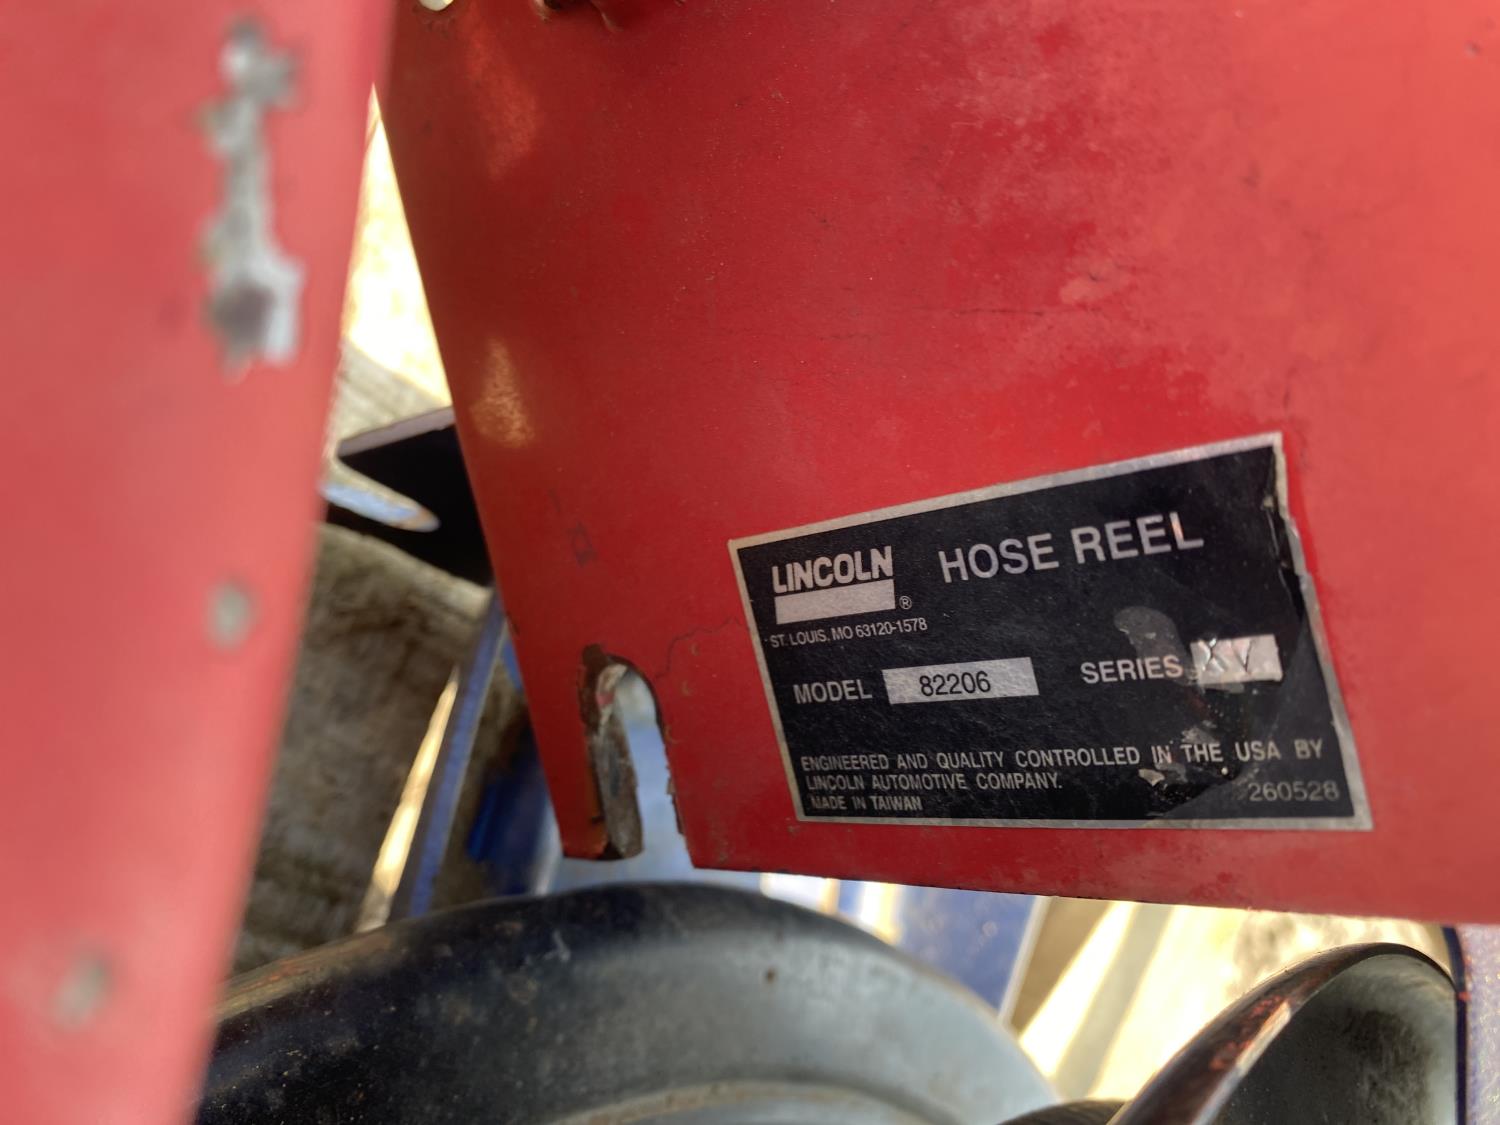 LINCOLN ® HOSE REEL
ST. LOUIS, MO 63120-1578
MODEL 82206 SERIES XV
ENGINEERED AND QUALITY CONTROLLED IN THE USA BY
LINCOLN AUTOMOTIVE COMPANY.
MADE IN TAIWAN 260528